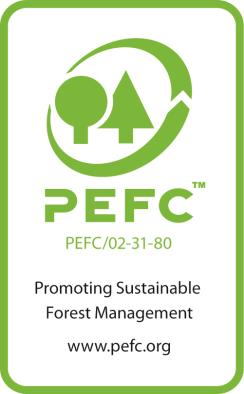 PEFC™
PEFC/02-31-80
Promoting Sustainable
Forest Management
www.pefc.org